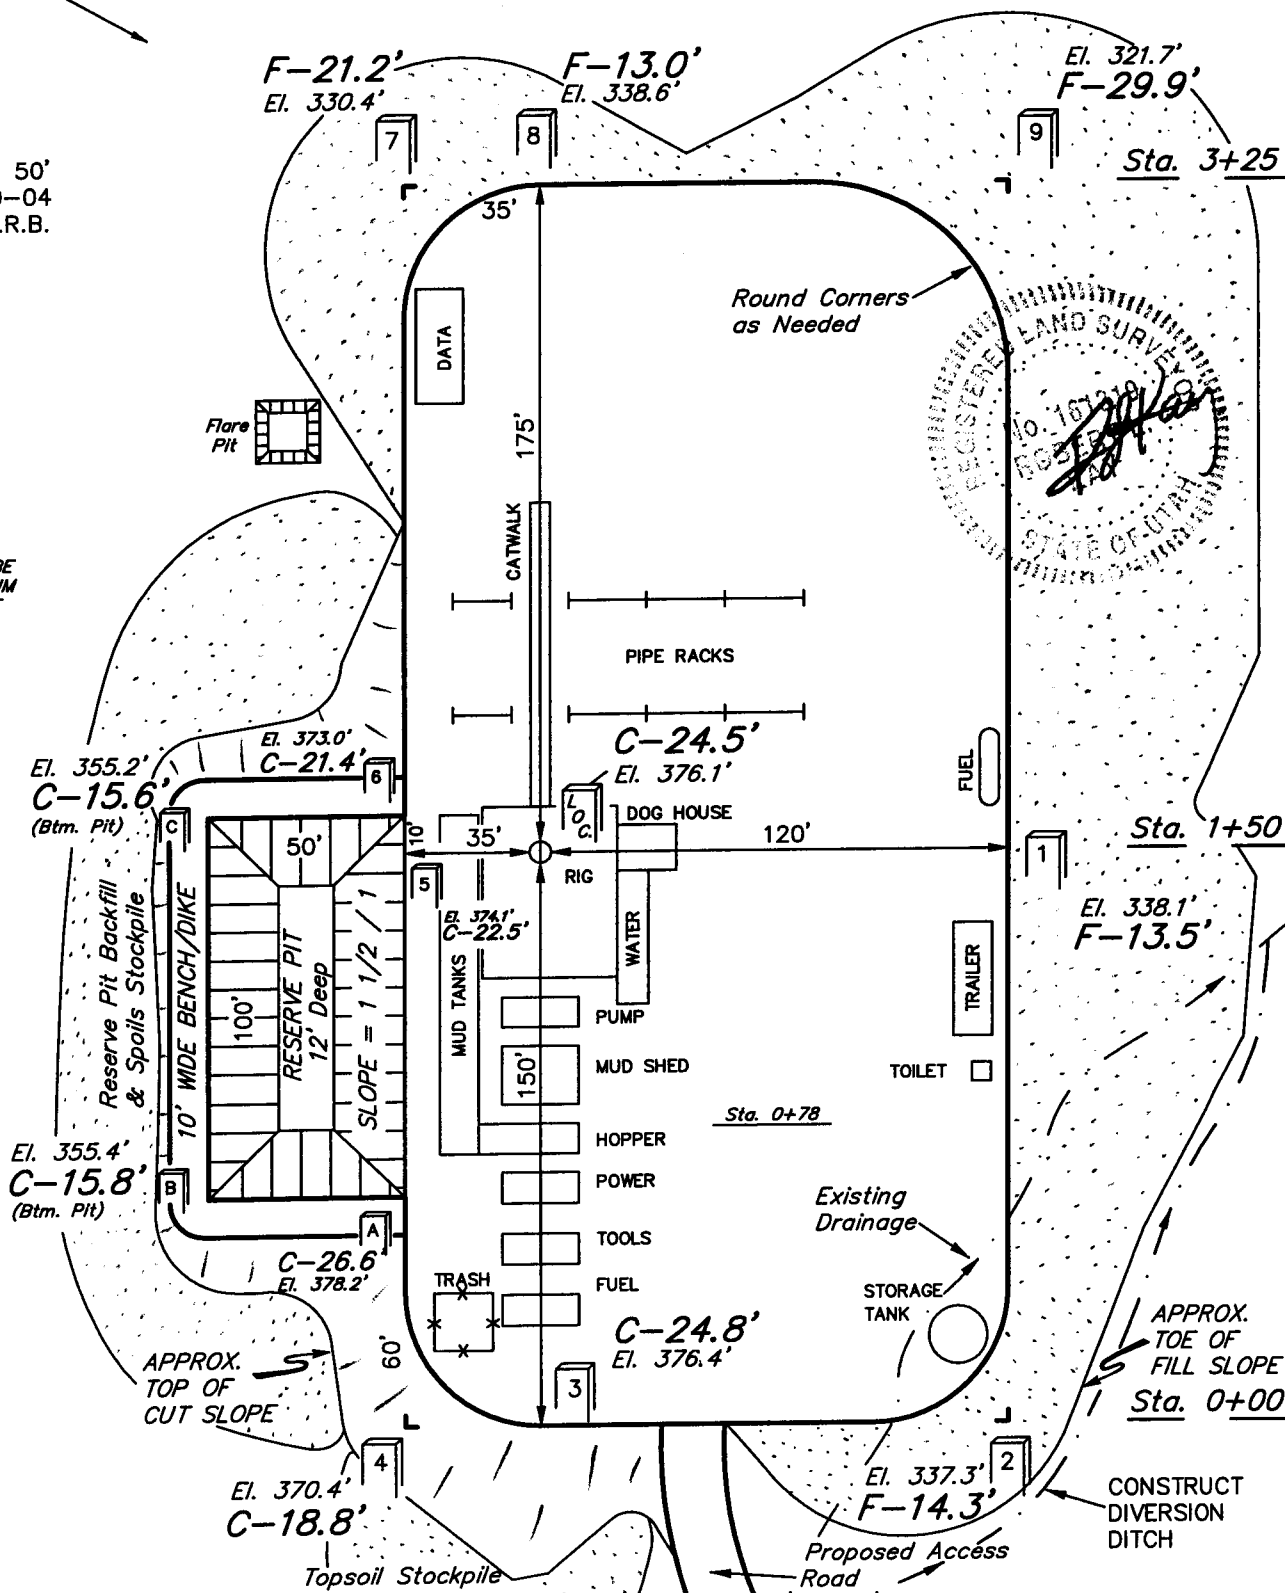 F-21.2'
El. 330.4'
F-13.0'
El. 338.6'
El. 321.7'
F-29.9'
7
8
9
Sta. 3+25
50'
-04
.R.B.
35'
Round Corners
as Needed
REGISTERED LAND SURVEYOR
No.
STATE OF UTAH
DATA
175'
Flare
Pit
CATWALK
PIPE RACKS
C-24.5'
El. 376.1'
El. 373.0'
C-21.4'
6
El. 355.2'
C-15.6'
(Btm. Pit)
C
LOC.
DOG HOUSE
FUEL
50'
10'
35'
120'
Sta. 1+50
1
RIG
5
El. 374.1'
C-22.5'
El. 338.1'
F-13.5'
WATER
TRAILER
MUD TANKS
Reserve Pit Backfill
& Spoils Stockpile
10' WIDE BENCH/DIKE
100'
RESERVE PIT
12' Deep
SLOPE = 1 1/2 / 1
PUMP
MUD SHED
150'
TOILET
Sta. 0+78
HOPPER
El. 355.4'
C-15.8'
(Btm. Pit)
B
POWER
Existing
Drainage
A
TOOLS
C-26.6'
El. 378.2'
TRASH
FUEL
STORAGE
TANK
C-24.8'
El. 376.4'
60'
APPROX.
TOP OF
CUT SLOPE
APPROX.
TOE OF
FILL SLOPE
3
Sta. 0+00
4
2
El. 370.4'
C-18.8'
El. 337.3'
F-14.3'
CONSTRUCT
DIVERSION
DITCH
Topsoil Stockpile
Proposed Access
Road